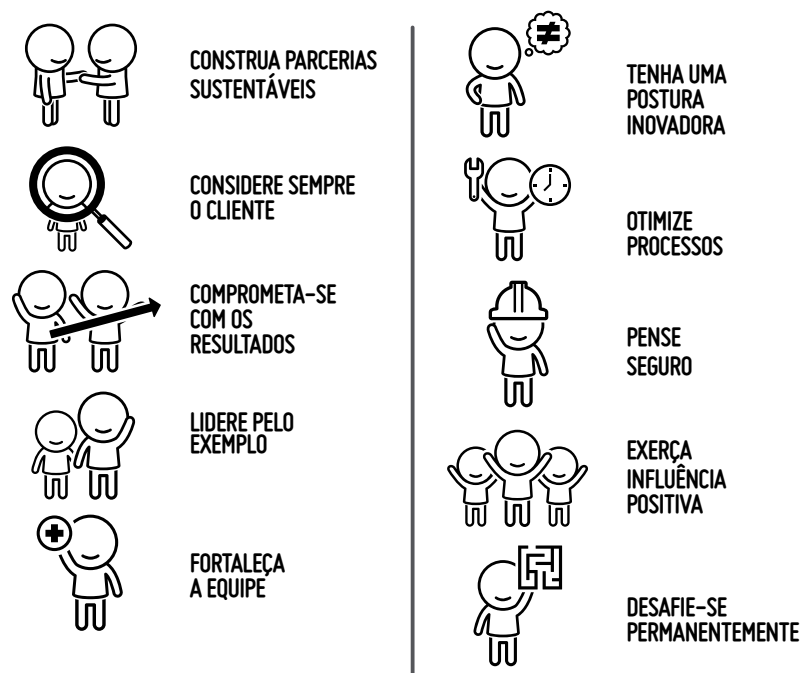 CONSTRUA PARCERIAS
SUSTENTÁVEIS
CONSIDERE SEMPRE
O CLIENTE
COMPROMETA-SE
COM OS
RESULTADOS
LIDERE PELO
EXEMPLO
FORTALEÇA
A EQUIPE
TENHA UMA
POSTURA
INOVADORA
OTIMIZE
PROCESSOS
PENSE
SEGURO
EXERÇA
INFLUÊNCIA
POSITIVA
DESAFIE-SE
PERMANENTEMENTE